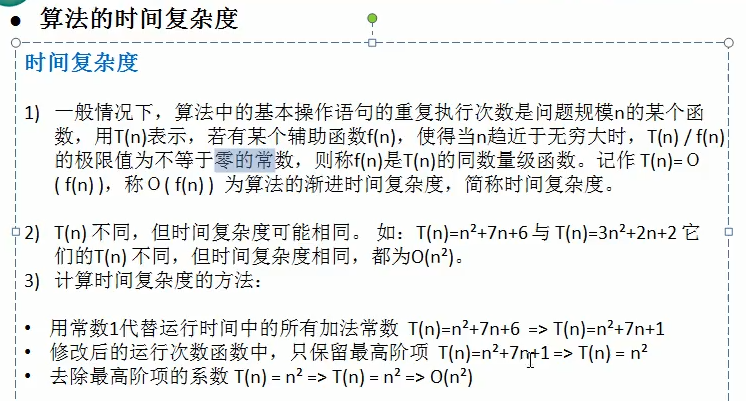 ● 算法的时间复杂度
时间复杂度
1) 一般情况下，算法中的基本操作语句的重复执行次数是问题规模n的某个函
数，用T(n)表示，若有某个辅助函数f(n)，使得当n趋近于无穷大时，T(n) / f(n)
的极限值为不等于零的常数，则称f(n)是T(n)的同数量级函数。记作 T(n)=Ｏ
( f(n) )，称Ｏ( f(n) ) 为算法的渐进时间复杂度，简称时间复杂度。
2) T(n) 不同，但时间复杂度可能相同。 如：T(n)=n²+7n+6 与 T(n)=3n²+2n+2 它
们的T(n) 不同，但时间复杂度相同，都为O(n²)。
3) 计算时间复杂度的方法：
• 用常数1代替运行时间中的所有加法常数 T(n)=n²+7n+6 => T(n)=n²+7n+1
• 修改后的运行次数函数中，只保留最高阶项 T(n)=n²+7n+1 => T(n) = n²
• 去除最高阶项的系数 T(n) = n² => T(n) = n² => O(n²)